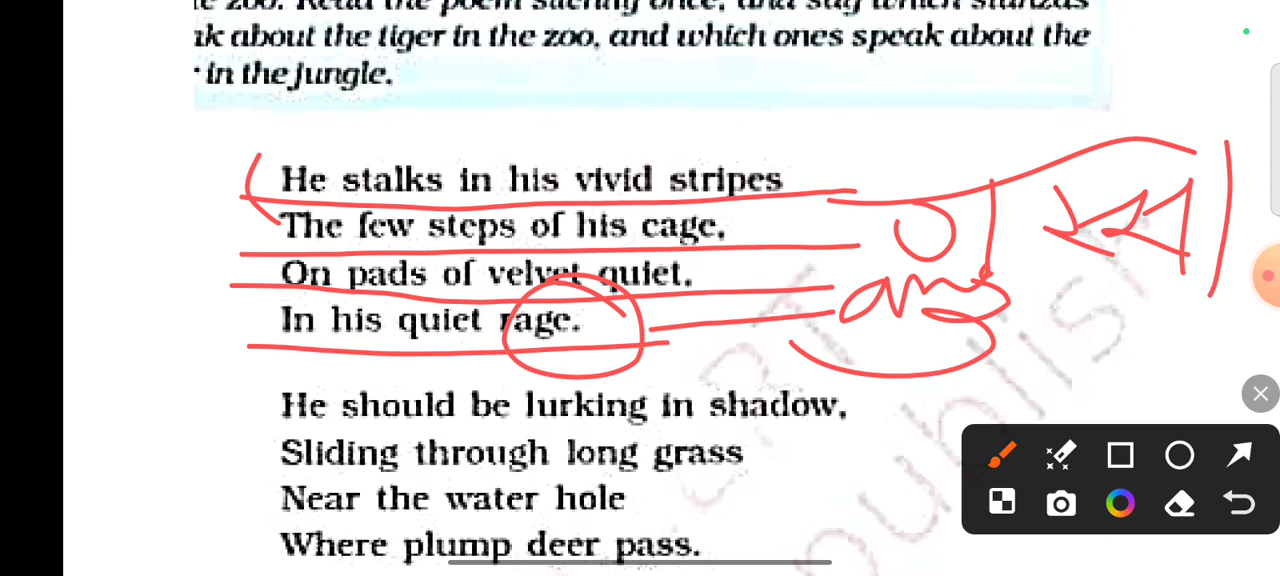 ak about the tiger in the zoo, and which ones speak about the
in the jungle.
He stalks in his vivid stripes
The few steps of his cage,
On pads of velvet quiet,
In his quiet rage.
He should be lurking in shadow,
Sliding through long grass
Near the water hole
Where plump deer pass.